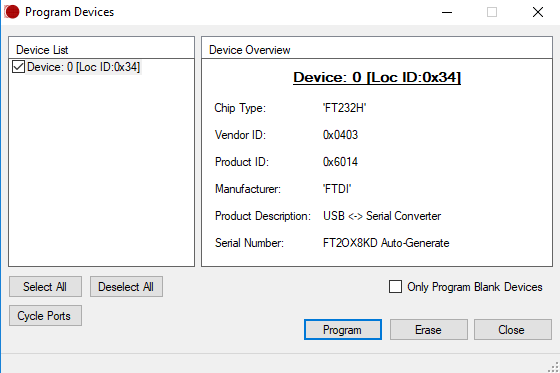 Program Devices
Device List
Device: 0 [Loc ID:0x34]
Device Overview
Device: 0 [Loc ID:0x34]
Chip Type: 'FT232H'
Vendor ID: 0x0403
Product ID: 0x6014
Manufacturer: 'FTDI'
Product Description: USB <-> Serial Converter
Serial Number: FT2OX8KD Auto-Generate
Select All Deselect All Only Program Blank Devices
Cycle Ports
Program Erase Close